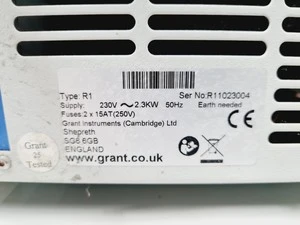 Type: R1 Ser No:R11023004
Supply: 230V ~ 2.3KW 50Hz Earth needed
Fuses:2 x 15AT(250V)
Grant Instruments (Cambridge) Ltd
Shepreth
SG8 6GB
ENGLAND
www.grant.co.uk
Grant
25
Tested